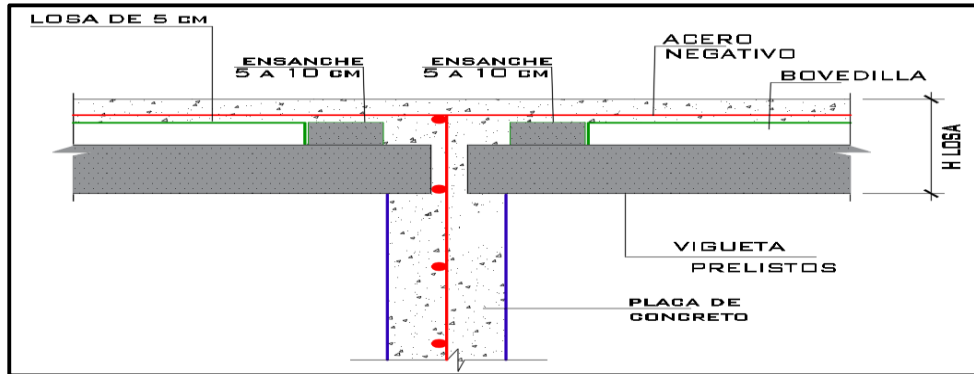 LOSA DE 5 CM
ENSANCHE
5 A 10 CM
ENSANCHE
5 A 10 CM
ACERO
NEGATIVO
BOVEDILLA
H LOSA
VIGUETA
PRELISTOS
PLACA DE
CONCRETO